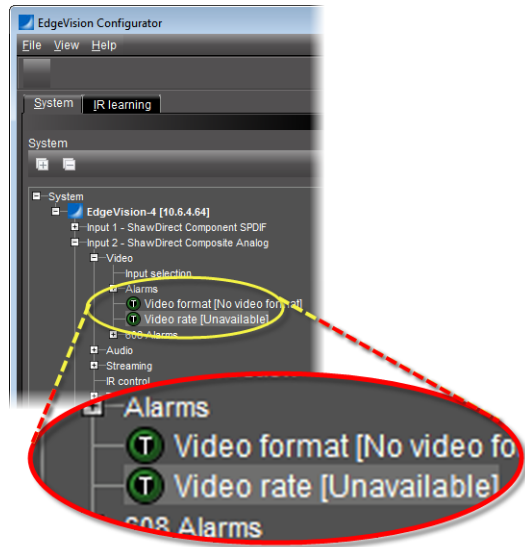 EdgeVision Configurator
File View Help
System IR learning
System
System
EdgeVision-4 [10.6.4.64]
Input 1 - ShawDirect Component SPDIF
Input 2 - ShawDirect Composite Analog
Video
Input selection
Alarms
T Video format [No video format]
T Video rate [Unavailable]
608 Alarms
Audio
Streaming
IR control
Alarms
T Video format [No video fo
T Video rate [Unavailable]
608 Alarms